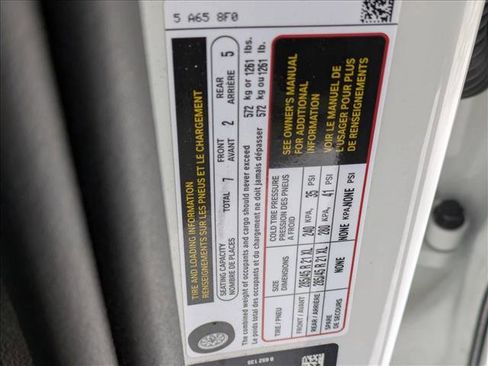 5 A65 8F0
TIRE AND LOADING INFORMATION
RENSEIGNEMENTS SUR LES PNEUS ET LE CHARGEMENT
SEATING CAPACITY
NOMBRE DE PLACES
TOTAL 7
FRONT
AVANT
2
REAR
ARRIÈRE
5
The combined weight of occupants and cargo should never exceed 572 kg or 1261 lbs.
Le poids total des occupants et du chargement ne doit jamais dépasser 572 kg ou 1261 lb.
TIRE / PNEU
SIZE
DIMENSIONS
COLD TIRE PRESSURE
PRESSION DES PNEUS
A FROID
FRONT / AVANT
285/45 R 21 XL
240 KPA, 35 PSI
REAR / ARRIÈRE
285/45 R 21 XL
280 KPA, 41 PSI
SPARE
DE SECOURS
NONE
NONE KPA, NONE PSI
SEE OWNER'S MANUAL
FOR ADDITIONAL
INFORMATION
VOIR LE MANUEL DE
L'USAGER POUR PLUS
DE RENSEIGNEMENTS